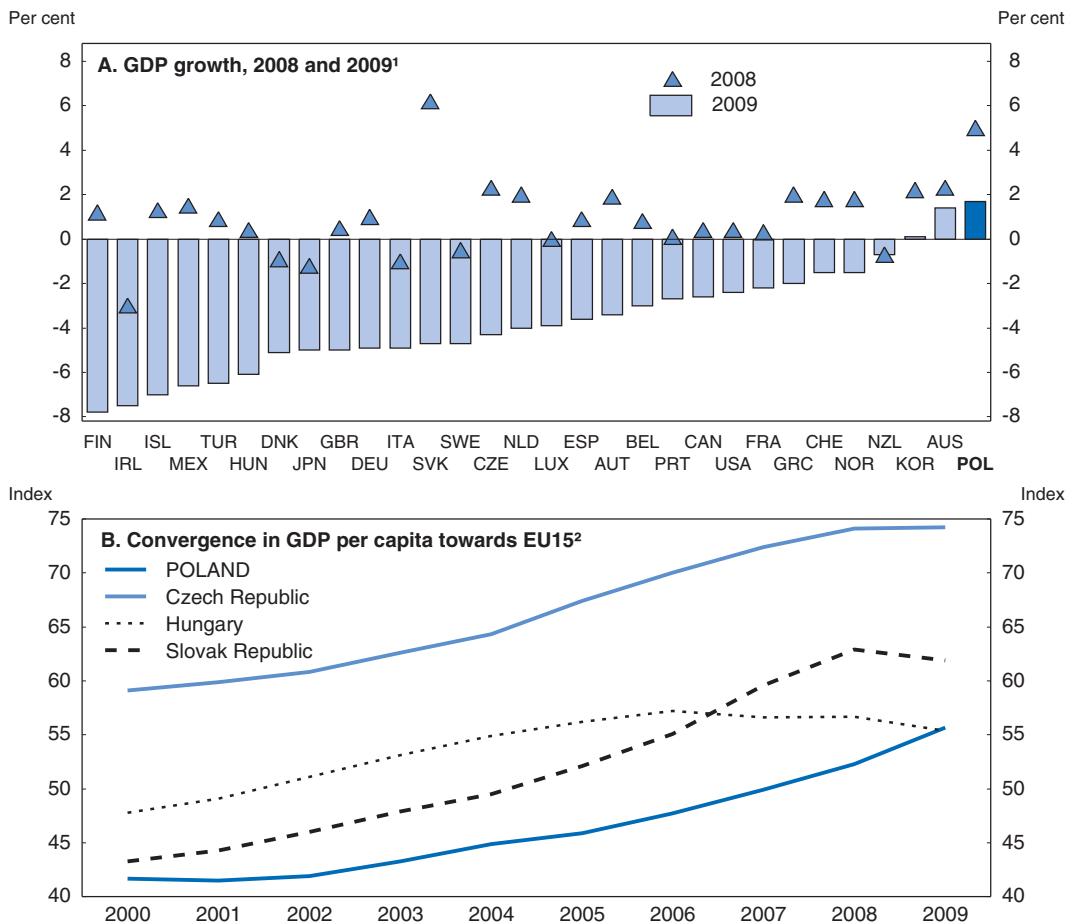 Per cent Per cent
A. GDP growth, 2008 and 2009¹
2008
2009
8 8
6 6
4 4
2 2
0 0
-2 -2
-4 -4
-6 -6
-8 -8
FIN ISL TUR DNK GBR ITA SWE NLD ESP BEL CAN FRA CHE NZL AUS
IRL MEX HUN JPN DEU SVK CZE LUX AUT PRT USA GRC NOR KOR POL
Index Index
B. Convergence in GDP per capita towards EU15²
POLAND
Czech Republic
Hungary
Slovak Republic
75 75
70 70
65 65
60 60
55 55
50 50
45 45
40 40
2000 2001 2002 2003 2004 2005 2006 2007 2008 2009